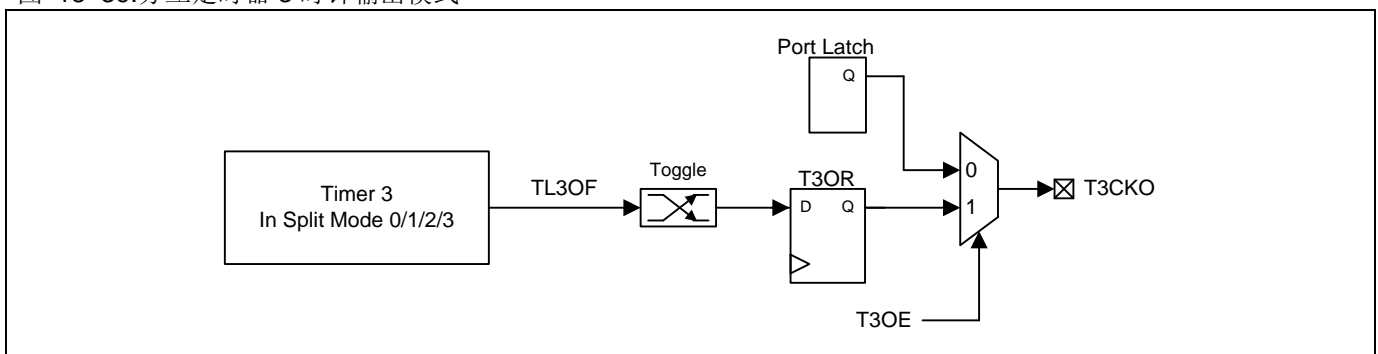 Port Latch
Q
Timer 3
In Split Mode 0/1/2/3
TL3OF
Toggle
T3OR
D Q
0
1
T3CKO
T3OE